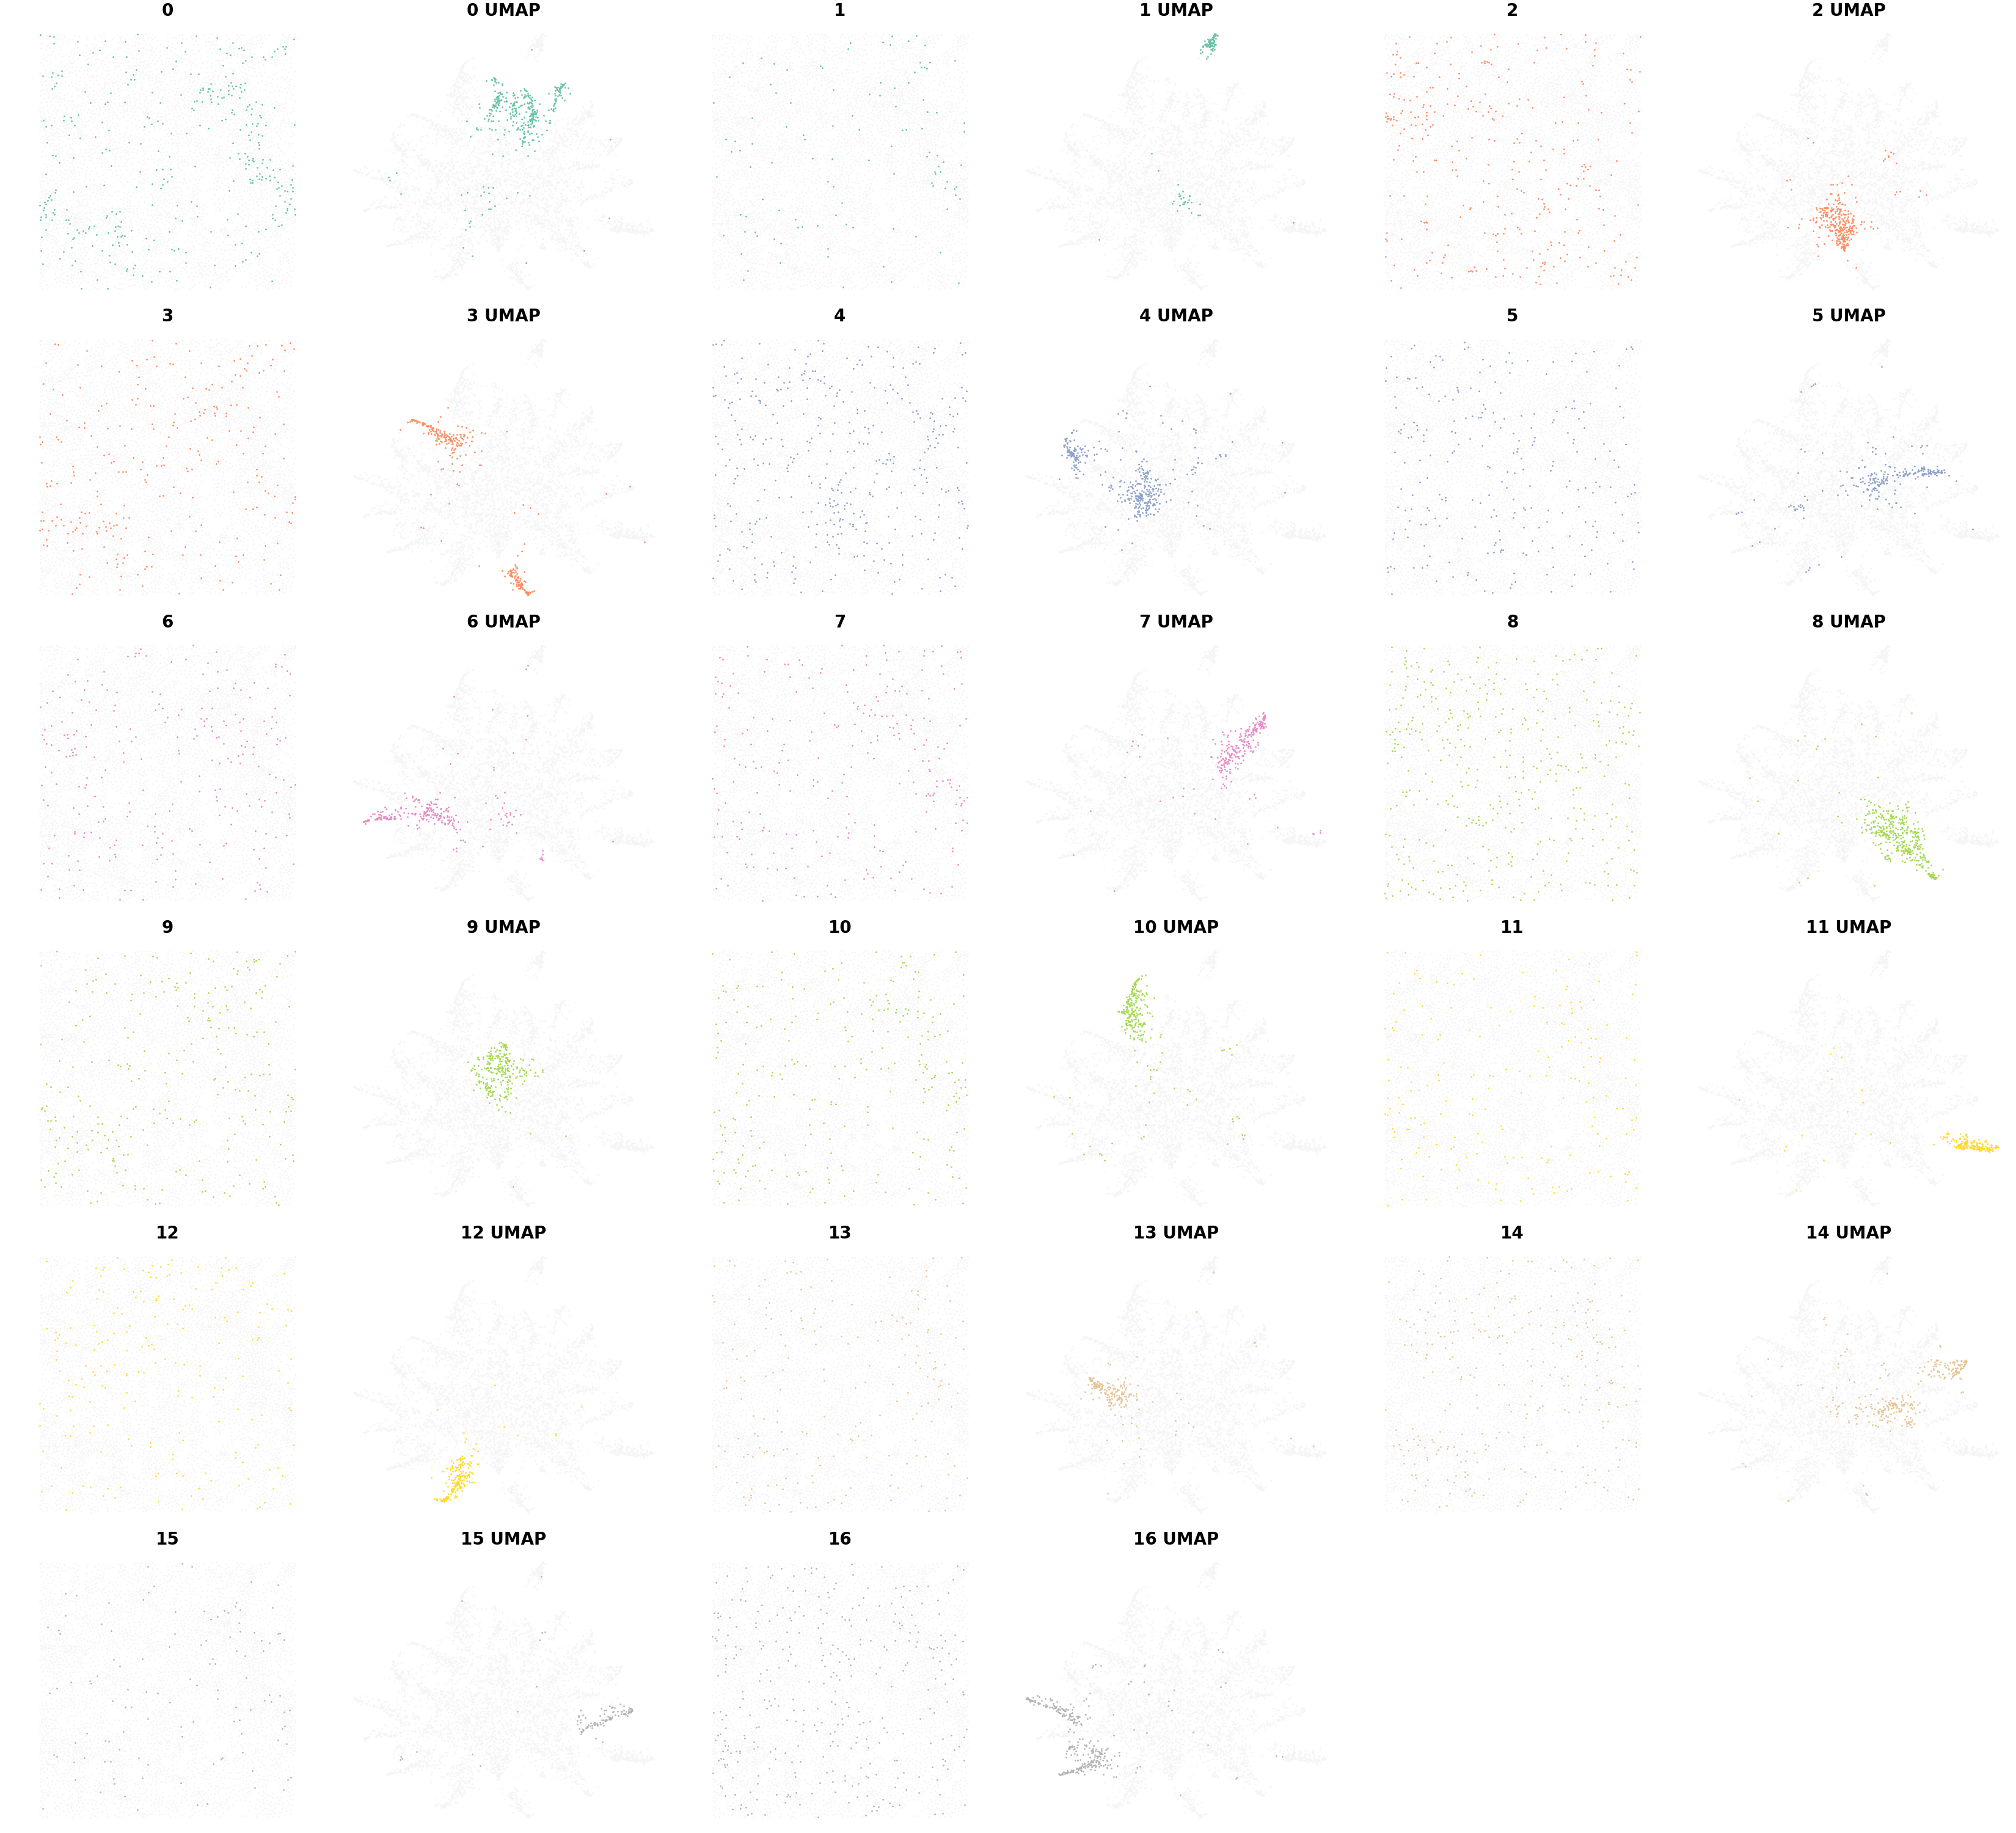 0 0 UMAP 1 1 UMAP 2 2 UMAP
3 3 UMAP 4 4 UMAP 5 5 UMAP
6 6 UMAP 7 7 UMAP 8 8 UMAP
9 9 UMAP 10 10 UMAP 11 11 UMAP
12 12 UMAP 13 13 UMAP 14 14 UMAP
15 15 UMAP 16 16 UMAP